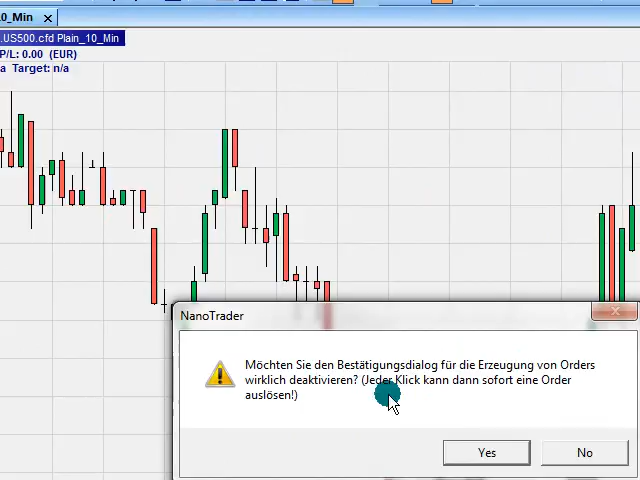 0_Min
.US500.cfd Plain_10_Min
P/L: 0.00 (EUR)
a Target: n/a
NanoTrader
Möchten Sie den Bestätigungsdialog für die Erzeugung von Orders
wirklich deaktivieren? (Jeder Klick kann dann sofort eine Order
auslösen!)
Yes
No